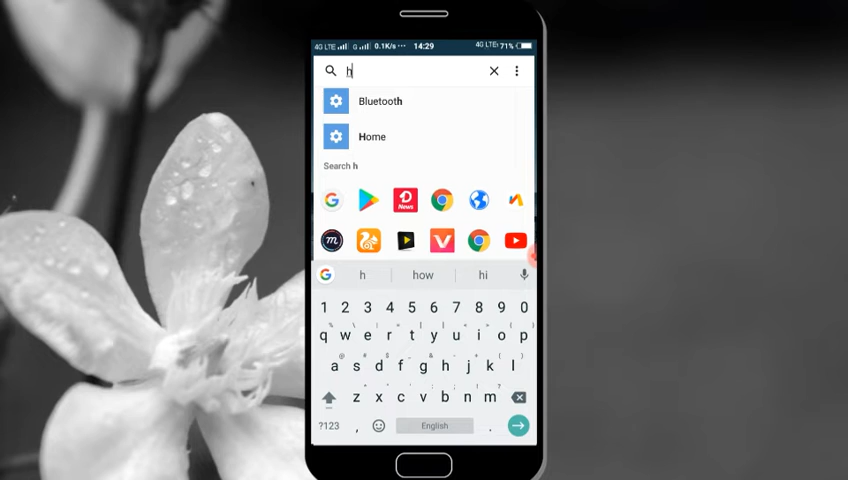 4G LTE G 0.1K/s ··· 14:29 4G LTE 71%
h
Bluetooth
Home
Search h
D
News
m
V
G h how hi
1 2 3 4 5 6 7 8 9 0
q w e r t y u i o p
@ # $ & - + ( )
a s d f g h j k l
z x c v b n m
?123 , English .